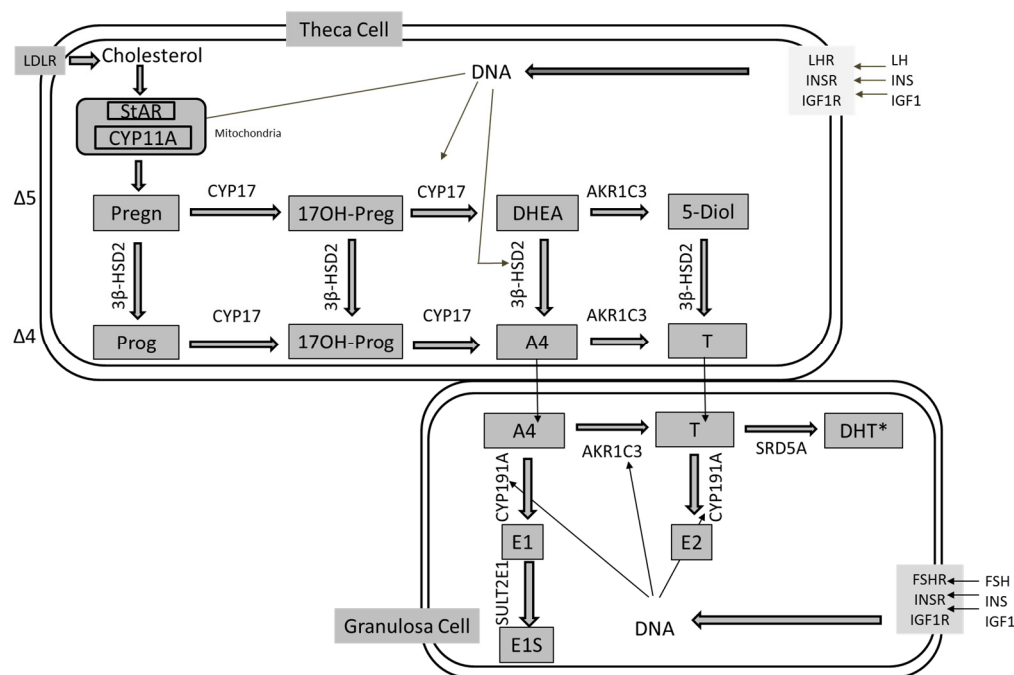 Theca Cell
LDLR
Cholesterol
DNA
LHR
LH
INSR
INS
IGF1R
IGF1
StAR
CYP11A
Mitochondria
Δ5
CYP17
CYP17
AKR1C3
Pregn
17OH-Preg
DHEA
5-Diol
3β-HSD2
3β-HSD2
3β-HSD2
3β-HSD2
Δ4
CYP17
CYP17
AKR1C3
Prog
17OH-Prog
A4
T
A4
T
DHT*
AKR1C3
SRD5A
CYP191A
CYP191A
E1
E2
SULT2E1
FSHR
FSH
INSR
INS
IGF1R
IGF1
Granulosa Cell
DNA
E1S